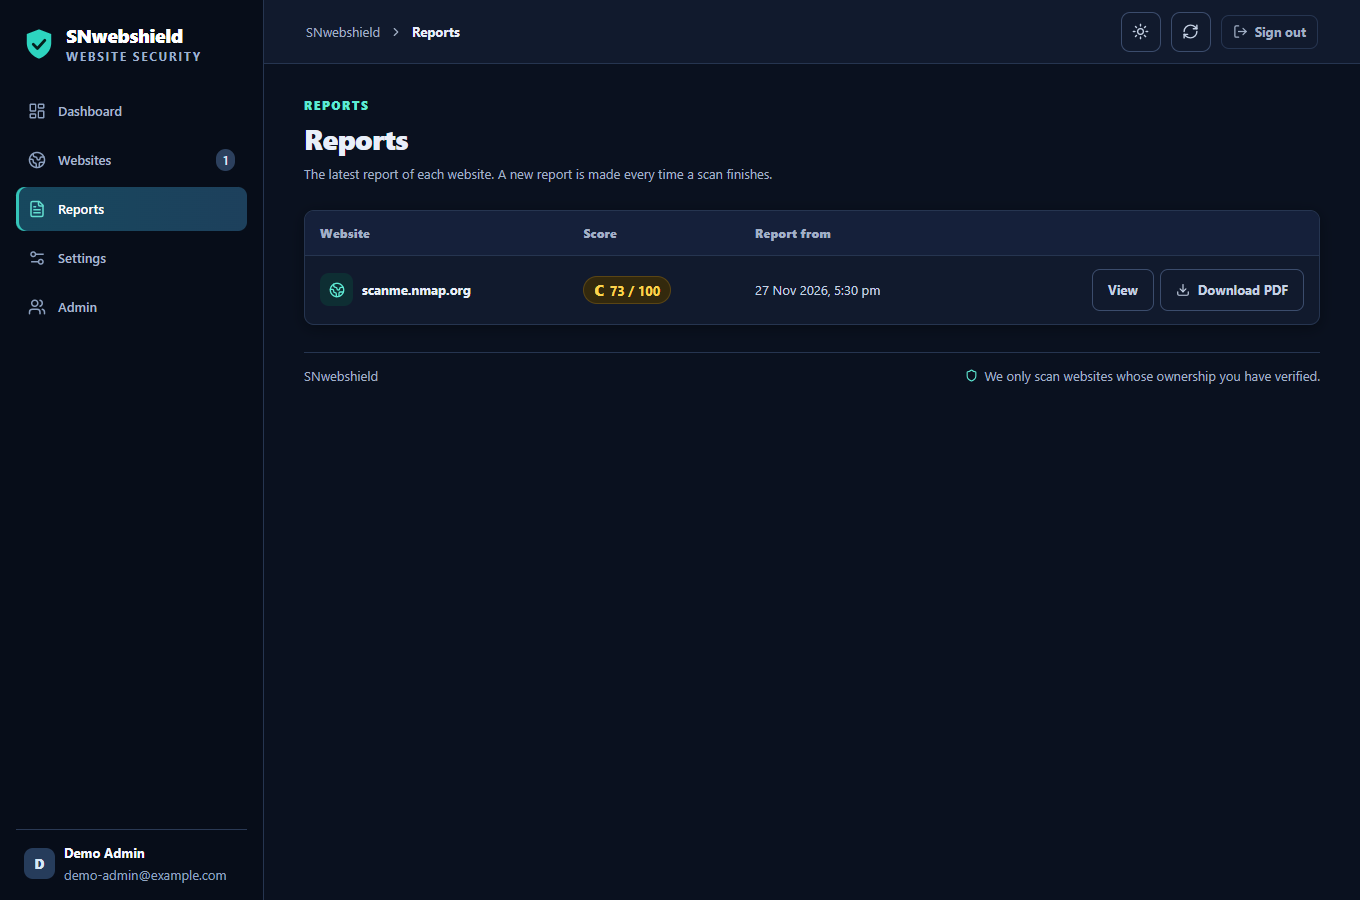 SNwebshield
WEBSITE SECURITY
Dashboard
Websites 1
Reports
Settings
Admin
Demo Admin
D
demo-admin@example.com
SNwebshield > Reports
Sign out
REPORTS
Reports
The latest report of each website. A new report is made every time a scan finishes.
Website Score Report from
scanme.nmap.org C 73 / 100 27 Nov 2026, 5:30 pm View Download PDF
SNwebshield
We only scan websites whose ownership you have verified.